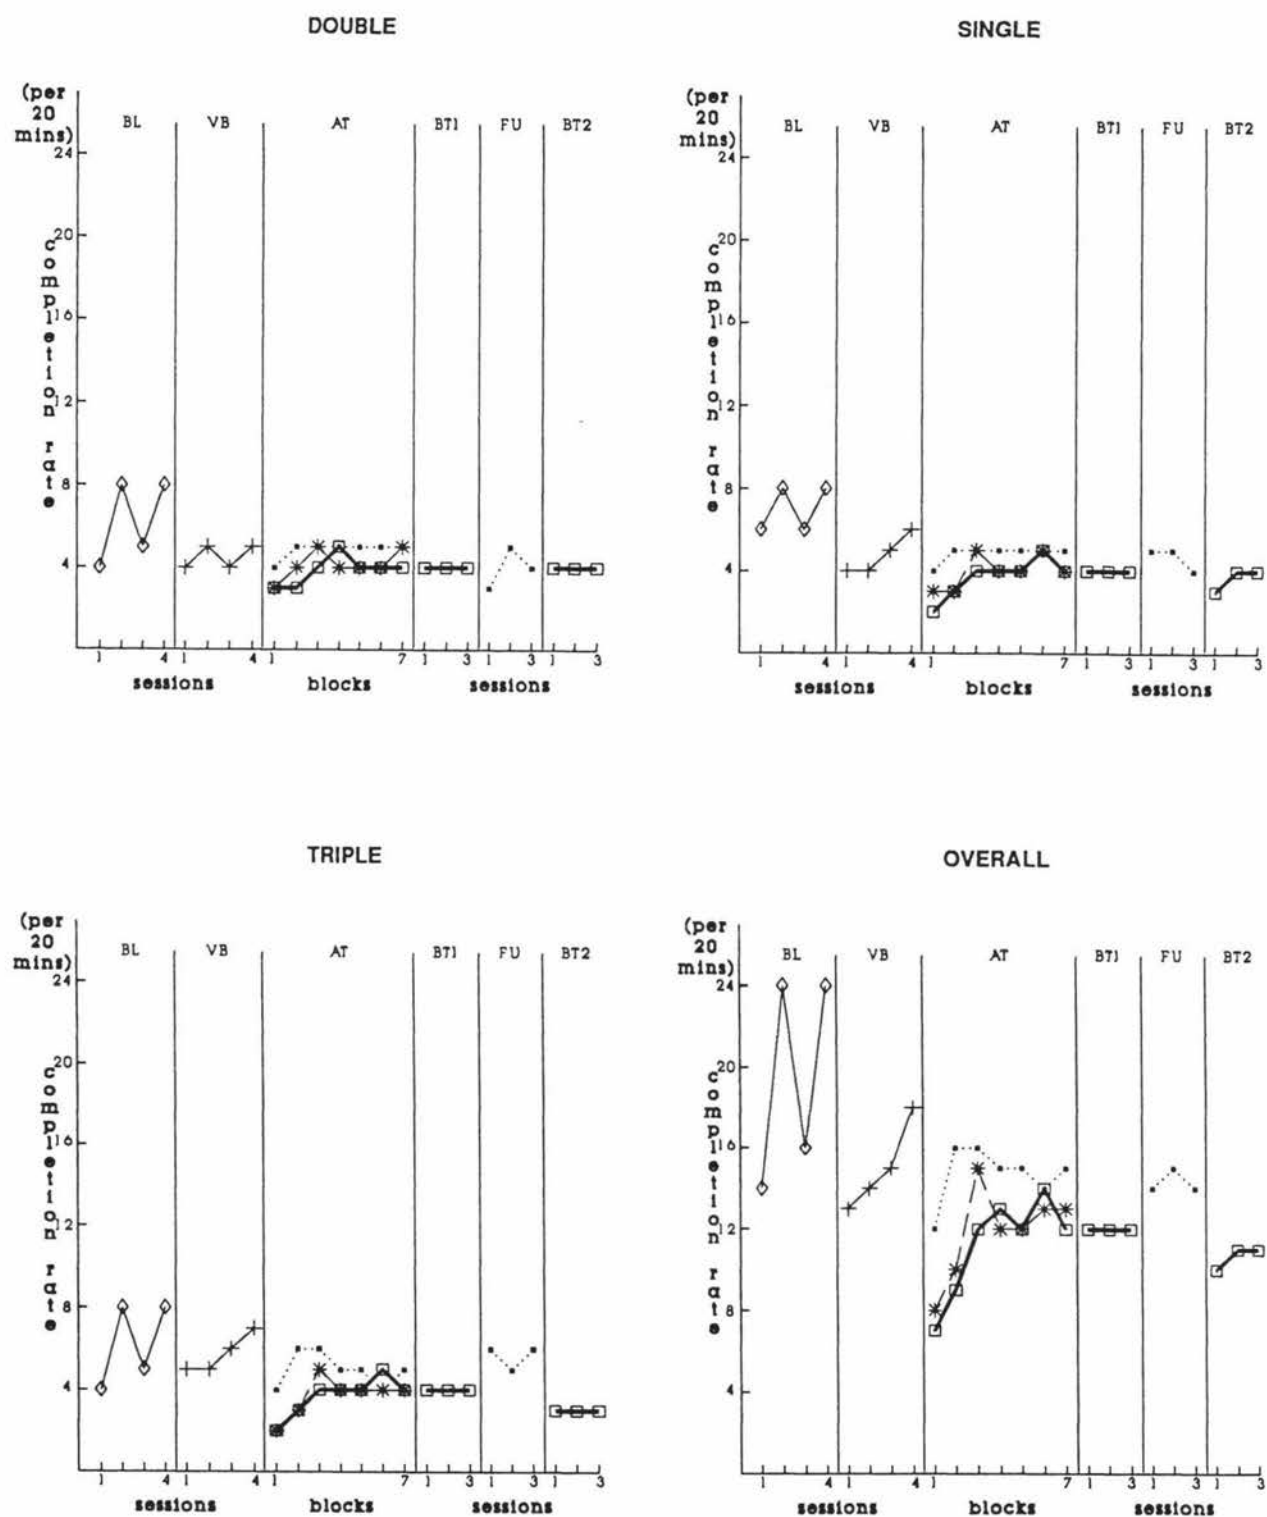 DOUBLE
(per
20
mins)
BL VB AT BT1 FU BT2
24
20
16
12
8
4
completion rate
1 4 1 4 1 7 1 3 1 3 1 3
sessions blocks sessions
SINGLE
(per
20
mins)
BL VB AT BT1 FU BT2
24
20
16
12
8
4
completion rate
1 4 1 4 1 7 1 3 1 3 1 3
sessions blocks sessions
TRIPLE
(per
20
mins)
BL VB AT BT1 FU BT2
24
20
16
12
8
4
completion rate
1 4 1 4 1 7 1 3 1 3 1 3
sessions blocks sessions
OVERALL
(per
20
mins)
BL VB AT BT1 FU BT2
24
20
16
12
8
4
completion rate
1 4 1 4 1 7 1 3 1 3 1 3
sessions blocks sessions